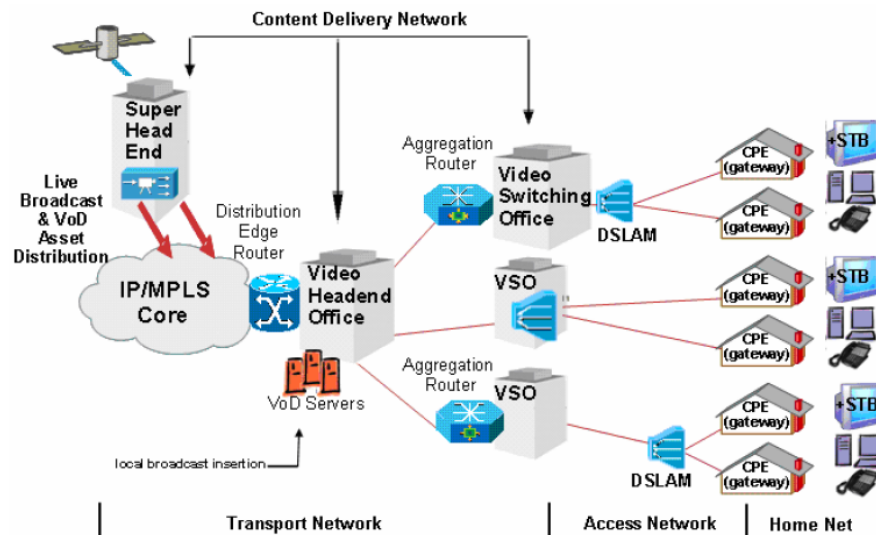 Content Delivery Network
Super
Head
End
Live
Broadcast
& VoD
Asset
Distribution
Distribution
Edge
Router
IP/MPLS
Core
Video
Headend
Office
VoD Servers
local broadcast insertion
Aggregation
Router
Video
Switching
Office
DSLAM
VSO
Aggregation
Router
VSO
DSLAM
CPE
(gateway)
+STB
CPE
(gateway)
CPE
(gateway)
+STB
CPE
(gateway)
CPE
(gateway)
+STB
CPE
(gateway)
Transport Network
Access Network
Home Net